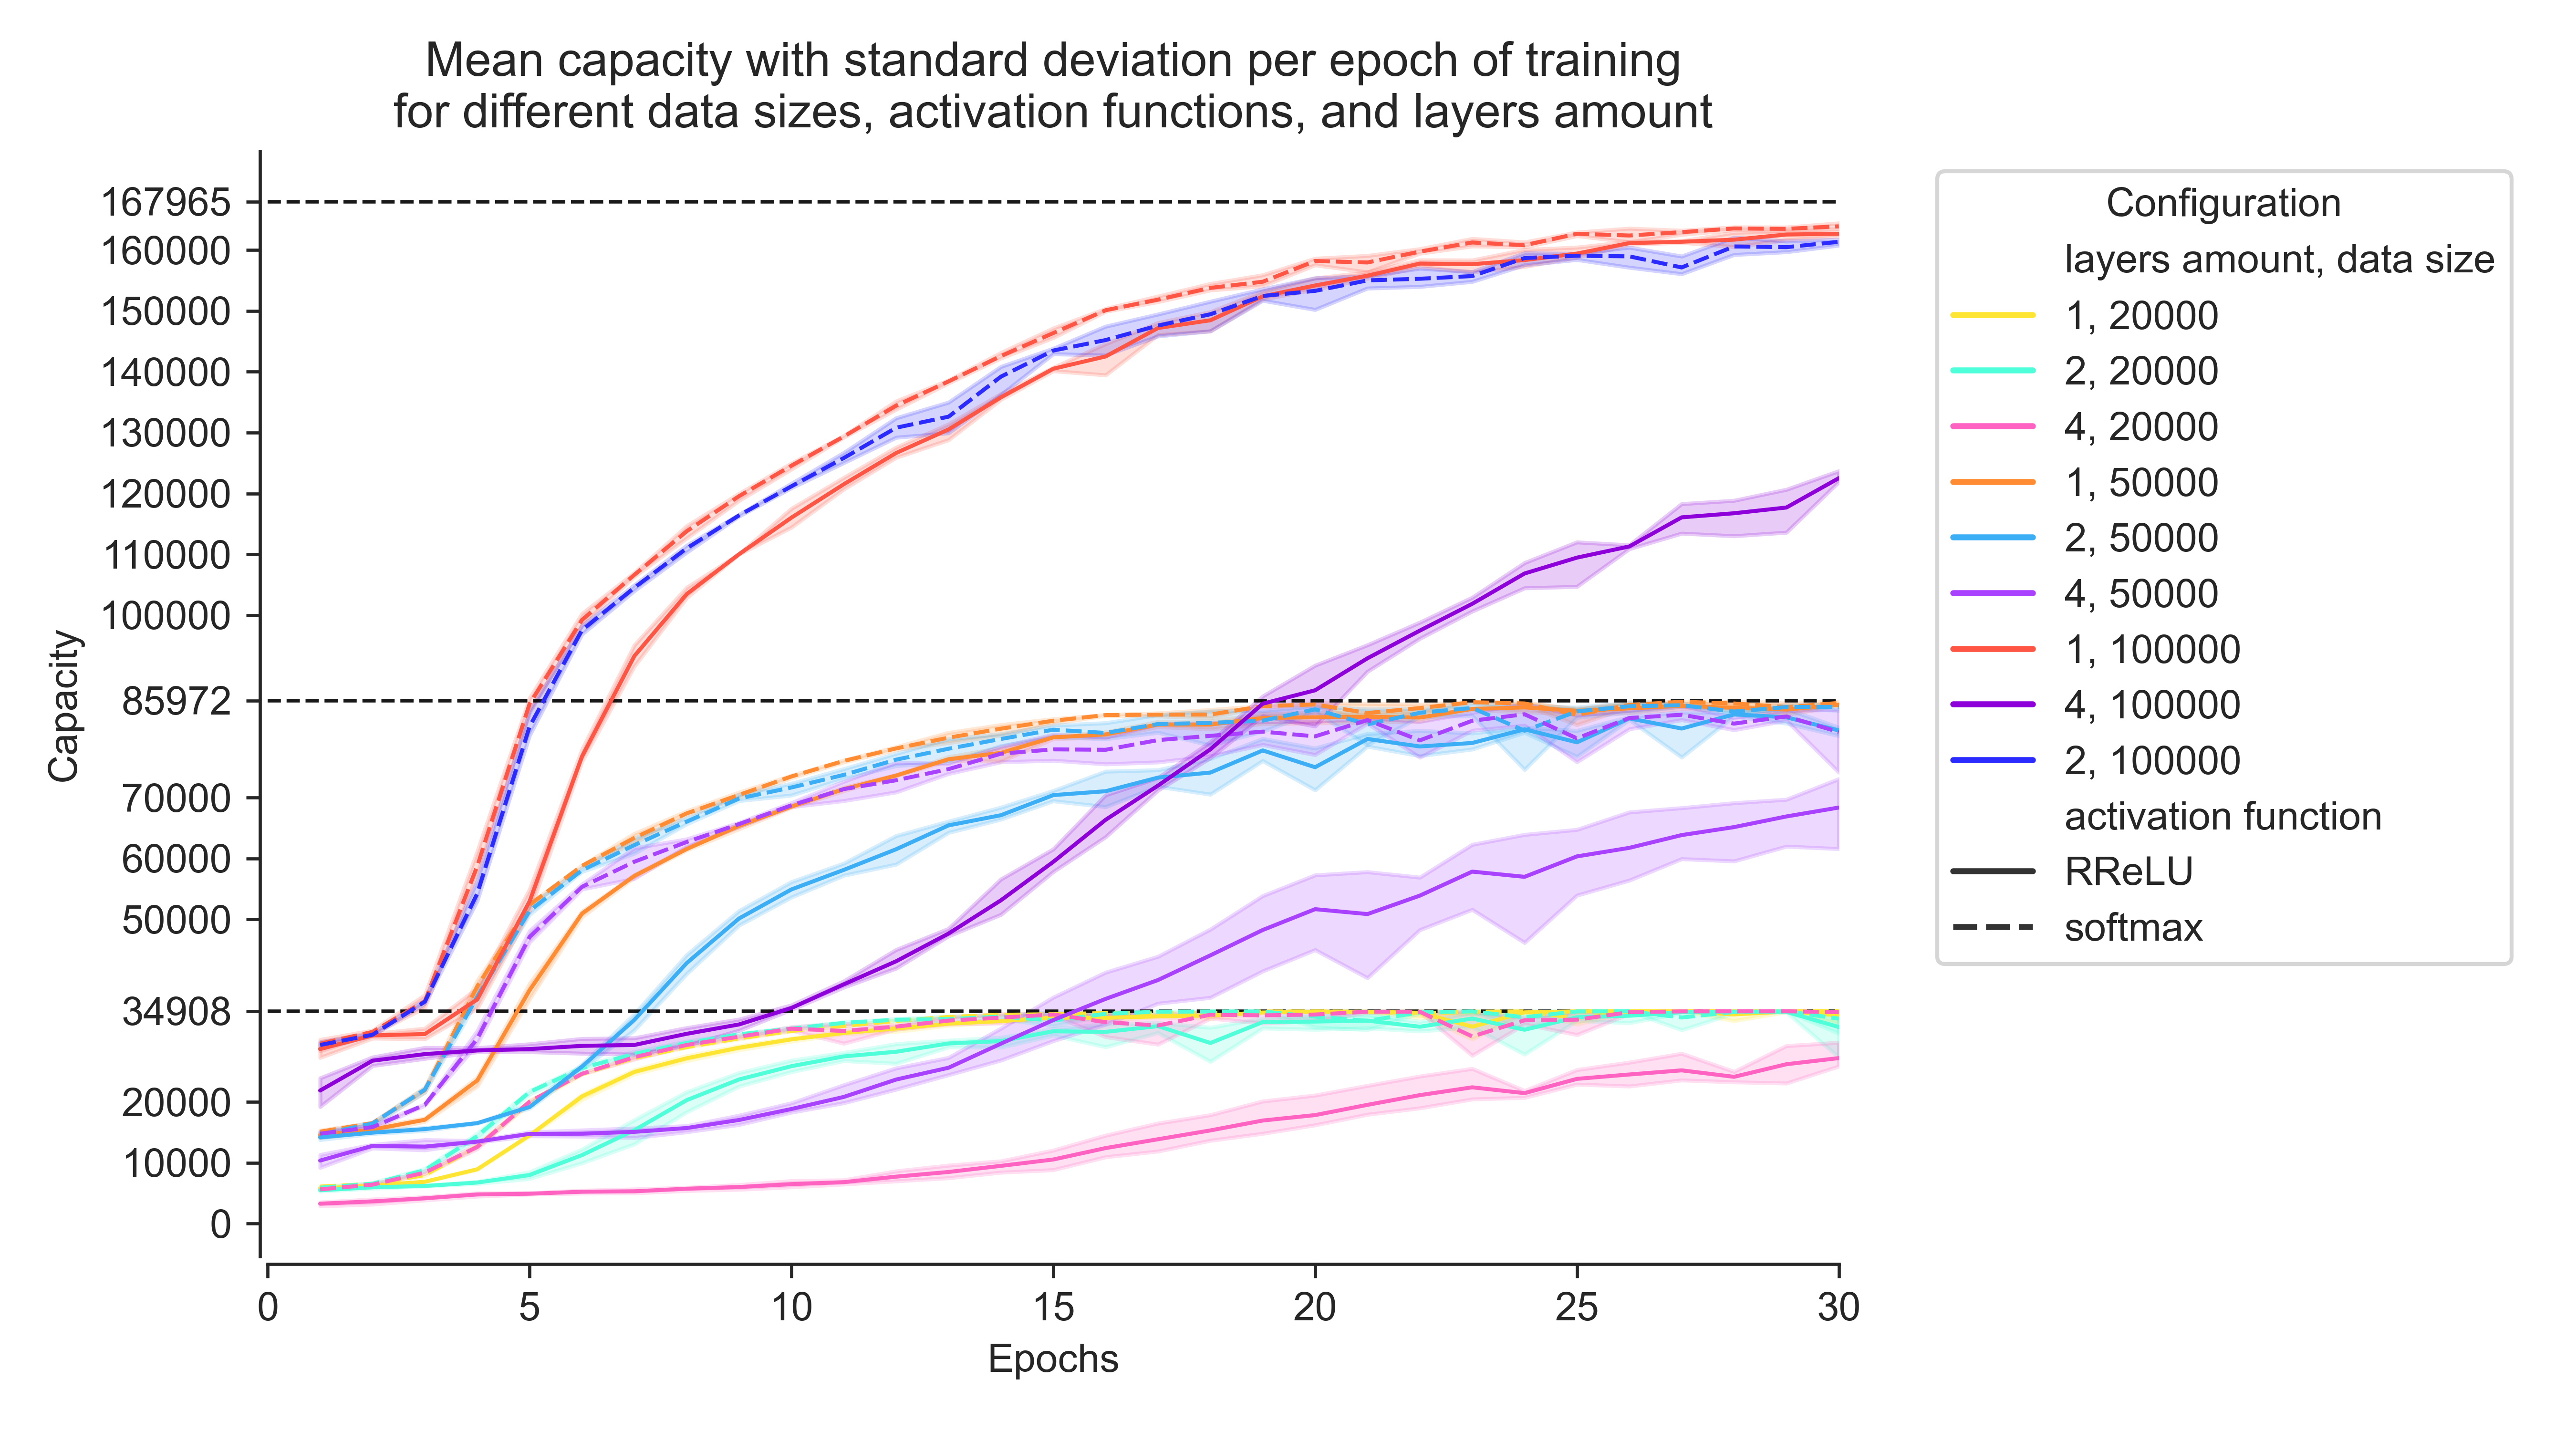 Mean capacity with standard deviation per epoch of training
for different data sizes, activation functions, and layers amount
167965
160000
150000
140000
130000
120000
110000
100000
85972
70000
60000
50000
34908
20000
10000
0
Capacity
0 5 10 15 20 25 30
Epochs
Configuration
layers amount, data size
1, 20000
2, 20000
4, 20000
1, 50000
2, 50000
4, 50000
1, 100000
4, 100000
2, 100000
activation function
RReLU
softmax